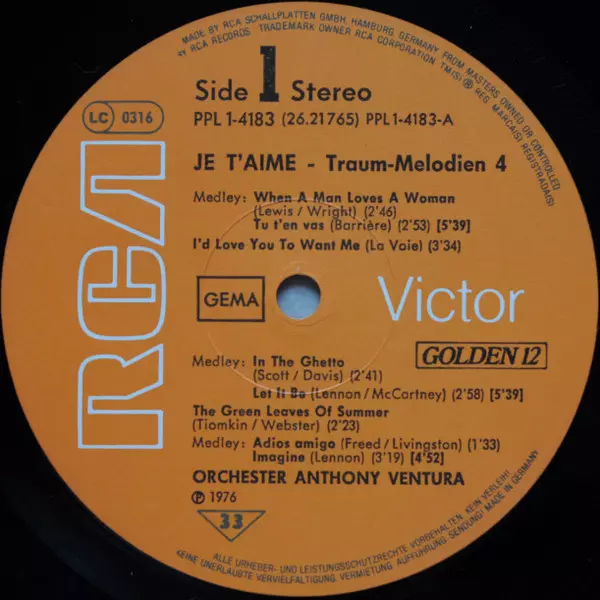 MADE BY RCA SCHALLPLATTEN GMBH, HAMBURG, GERMANY, FROM MASTERS OWNED OR CONTROLLED
BY RCA RECORDS. TRADEMARK OWNER RCA CORPORATION. TM(S) ® REG. MARCA(S) REGISTRADA(S)
Side 1 Stereo
PPL 1-4183 (26.21765) PPL 1-4183-A
LC 0316
JE T'AIME - Traum-Melodien 4
Medley: When A Man Loves A Woman
(Lewis / Wright) (2'46)
Tu t'en vas (Barrière) (2'53) [5'39]
I'd Love You To Want Me (La Voie) (3'34)
RCA
GEMA
Victor
GOLDEN 12
Medley: In The Ghetto
(Scott / Davis) (2'41)
Let It Be (Lennon / McCartney) (2'58) [5'39]
The Green Leaves Of Summer
(Tiomkin / Webster) (2'23)
Medley: Adios amigo (Freed / Livingston) (1'33)
Imagine (Lennon) (3'19) [4'52]
ORCHESTER ANTHONY VENTURA
℗ 1976
33
ALLE URHEBER- UND LEISTUNGSSCHUTZRECHTE VORBEHALTEN. KEIN VERLEIH!
KEINE UNERLAUBTE VERVIELFÄLTIGUNG, VERMIETUNG, AUFFÜHRUNG, SENDUNG!